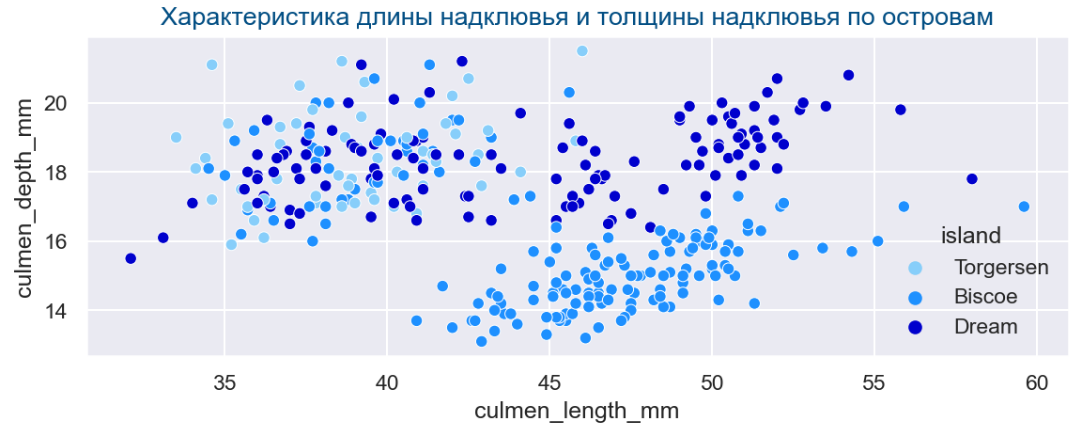 Характеристика длины надклювья и толщины надклювья по островам
culmen_depth_mm
20
18
16
14
island
Torgersen
Biscoe
Dream
35 40 45 50 55 60
culmen_length_mm